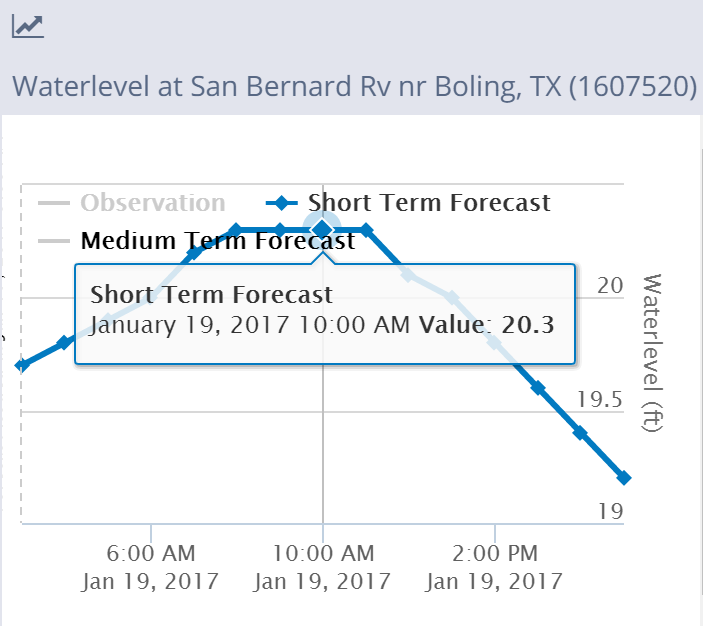 Waterlevel at San Bernard Rv nr Boling, TX (1607520)
Observation
Short Term Forecast
Medium Term Forecast
Short Term Forecast
January 19, 2017 10:00 AM Value: 20.3
20
19.5
19
Waterlevel (ft)
6:00 AM
Jan 19, 2017
10:00 AM
Jan 19, 2017
2:00 PM
Jan 19, 2017